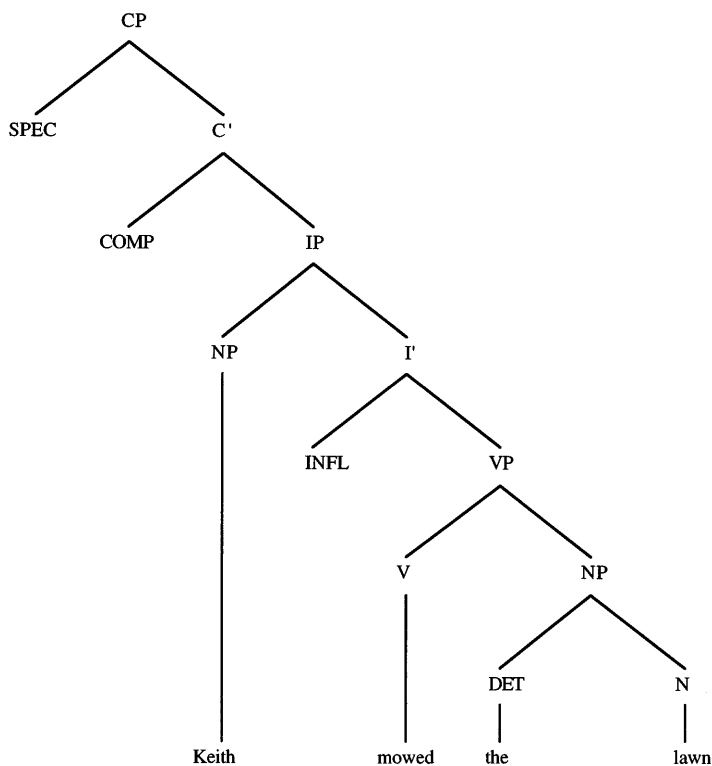 CP
SPEC C'
COMP IP
NP I'
INFL VP
V NP
DET N
Keith mowed the lawn